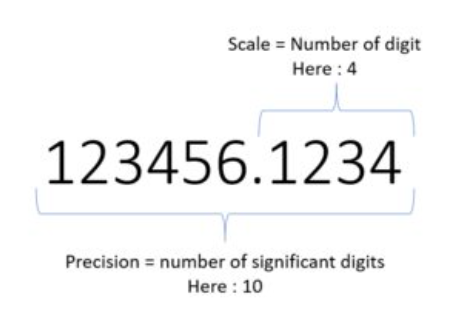 Scale = Number of digit
Here : 4
123456.1234
Precision = number of significant digits
Here : 10